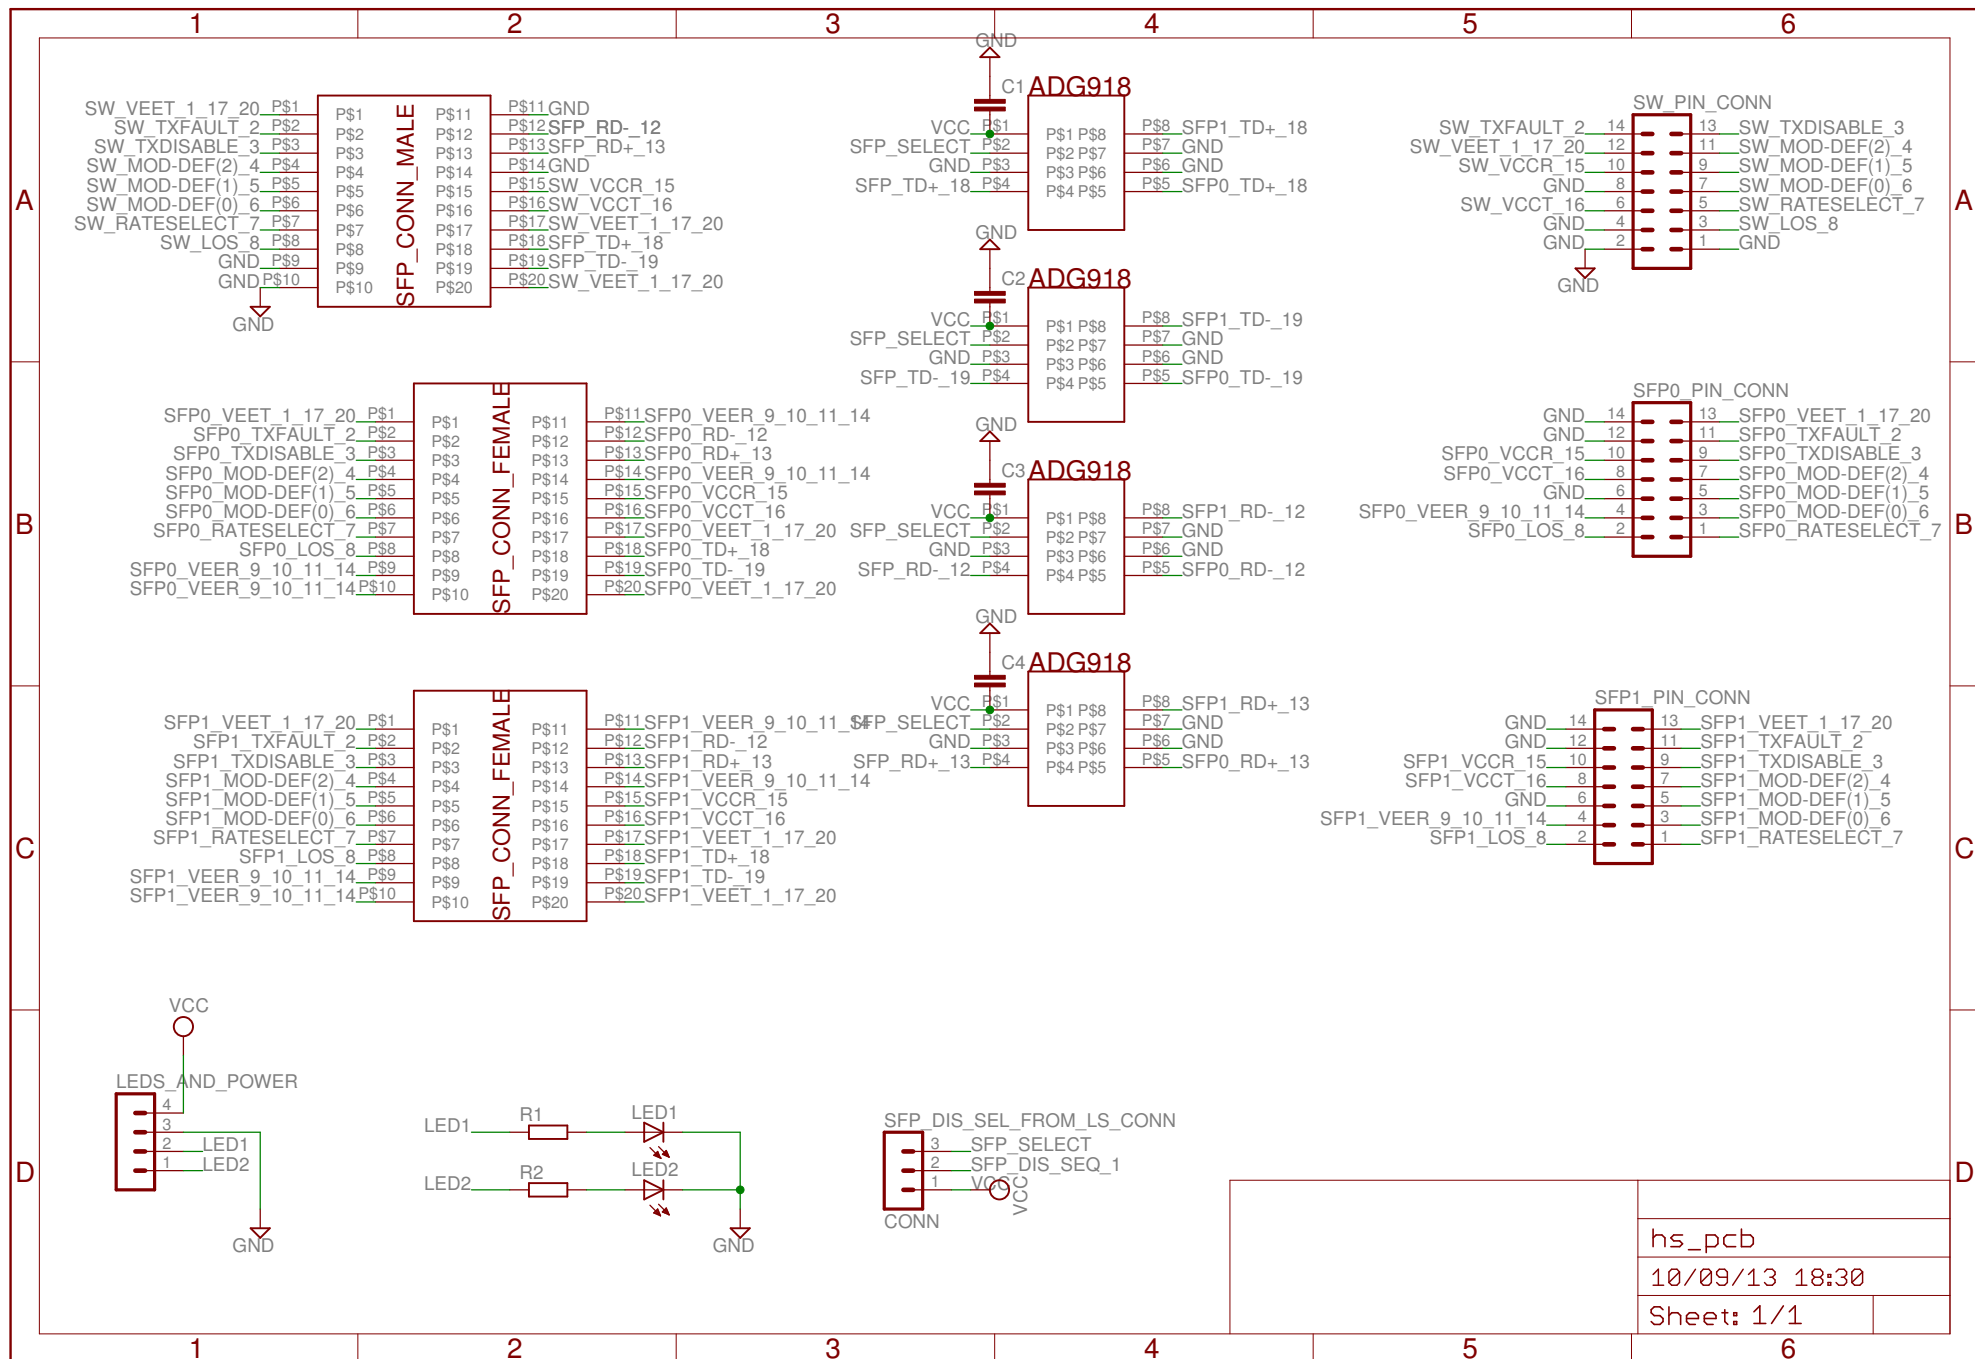 1 2 3 4 5 6
A
B
C
D
A
B
C
D
1 2 3 4 5 6
SFP_CONN_MALE
SW_VEET_1_17_20 P$1 P$1 P$11 P$11 GND
SW_TXFAULT_2 P$2 P$2 P$12 P$12 SFP_RD-_12
SW_TXDISABLE_3 P$3 P$3 P$13 P$13 SFP_RD+_13
SW_MOD-DEF(2)_4 P$4 P$4 P$14 P$14 GND
SW_MOD-DEF(1)_5 P$5 P$5 P$15 P$15 SW_VCCR_15
SW_MOD-DEF(0)_6 P$6 P$6 P$16 P$16 SW_VCCT_16
SW_RATESELECT_7 P$7 P$7 P$17 P$17 SW_VEET_1_17_20
SW_LOS_8 P$8 P$8 P$18 P$18 SFP_TD+_18
GND P$9 P$9 P$19 P$19 SFP_TD-_19
GND P$10 P$10 P$20 P$20 SW_VEET_1_17_20
GND
SFP_CONN_FEMALE
SFP0_VEET_1_17_20 P$1 P$1 P$11 P$11 SFP0_VEER_9_10_11_14
SFP0_TXFAULT_2 P$2 P$2 P$12 P$12 SFP0_RD-_12
SFP0_TXDISABLE_3 P$3 P$3 P$13 P$13 SFP0_RD+_13
SFP0_MOD-DEF(2)_4 P$4 P$4 P$14 P$14 SFP0_VEER_9_10_11_14
SFP0_MOD-DEF(1)_5 P$5 P$5 P$15 P$15 SFP0_VCCR_15
SFP0_MOD-DEF(0)_6 P$6 P$6 P$16 P$16 SFP0_VCCT_16
SFP0_RATESELECT_7 P$7 P$7 P$17 P$17 SFP0_VEET_1_17_20
SFP0_LOS_8 P$8 P$8 P$18 P$18 SFP0_TD+_18
SFP0_VEER_9_10_11_14 P$9 P$9 P$19 P$19 SFP0_TD-_19
SFP0_VEER_9_10_11_14 P$10 P$10 P$20 P$20 SFP0_VEET_1_17_20
SFP_CONN_FEMALE
SFP1_VEET_1_17_20 P$1 P$1 P$11 P$11 SFP1_VEER_9_10_11_14
SFP1_TXFAULT_2 P$2 P$2 P$12 P$12 SFP1_RD-_12
SFP1_TXDISABLE_3 P$3 P$3 P$13 P$13 SFP1_RD+_13
SFP1_MOD-DEF(2)_4 P$4 P$4 P$14 P$14 SFP1_VEER_9_10_11_14
SFP1_MOD-DEF(1)_5 P$5 P$5 P$15 P$15 SFP1_VCCR_15
SFP1_MOD-DEF(0)_6 P$6 P$6 P$16 P$16 SFP1_VCCT_16
SFP1_RATESELECT_7 P$7 P$7 P$17 P$17 SFP1_VEET_1_17_20
SFP1_LOS_8 P$8 P$8 P$18 P$18 SFP1_TD+_18
SFP1_VEER_9_10_11_14 P$9 P$9 P$19 P$19 SFP1_TD-_19
SFP1_VEER_9_10_11_14 P$10 P$10 P$20 P$20 SFP1_VEET_1_17_20
GND
C1 ADG918
VCC P$1 P$1 P$8 P$8 SFP1_TD+_18
SFP_SELECT P$2 P$2 P$7 P$7 GND
GND P$3 P$3 P$6 P$6 GND
SFP_TD+_18 P$4 P$4 P$5 P$5 SFP0_TD+_18
GND
C2 ADG918
VCC P$1 P$1 P$8 P$8 SFP1_TD-_19
SFP_SELECT P$2 P$2 P$7 P$7 GND
GND P$3 P$3 P$6 P$6 GND
SFP_TD-_19 P$4 P$4 P$5 P$5 SFP0_TD-_19
GND
C3 ADG918
VCC P$1 P$1 P$8 P$8 SFP1_RD-_12
SFP_SELECT P$2 P$2 P$7 P$7 GND
GND P$3 P$3 P$6 P$6 GND
SFP_RD-_12 P$4 P$4 P$5 P$5 SFP0_RD-_12
GND
C4 ADG918
VCC P$1 P$1 P$8 P$8 SFP1_RD+_13
SFP_SELECT P$2 P$2 P$7 P$7 GND
GND P$3 P$3 P$6 P$6 GND
SFP_RD+_13 P$4 P$4 P$5 P$5 SFP0_RD+_13
SW_PIN_CONN
SW_TXFAULT_2 14 13 SW_TXDISABLE_3
SW_VEET_1_17_20 12 11 SW_MOD-DEF(2)_4
SW_VCCR_15 10 9 SW_MOD-DEF(1)_5
GND 8 7 SW_MOD-DEF(0)_6
SW_VCCT_16 6 5 SW_RATESELECT_7
GND 4 3 SW_LOS_8
GND 2 1 GND
GND
SFP0_PIN_CONN
GND 14 13 SFP0_VEET_1_17_20
GND 12 11 SFP0_TXFAULT_2
SFP0_VCCR_15 10 9 SFP0_TXDISABLE_3
SFP0_VCCT_16 8 7 SFP0_MOD-DEF(2)_4
GND 6 5 SFP0_MOD-DEF(1)_5
SFP0_VEER_9_10_11_14 4 3 SFP0_MOD-DEF(0)_6
SFP0_LOS_8 2 1 SFP0_RATESELECT_7
SFP1_PIN_CONN
GND 14 13 SFP1_VEET_1_17_20
GND 12 11 SFP1_TXFAULT_2
SFP1_VCCR_15 10 9 SFP1_TXDISABLE_3
SFP1_VCCT_16 8 7 SFP1_MOD-DEF(2)_4
GND 6 5 SFP1_MOD-DEF(1)_5
SFP1_VEER_9_10_11_14 4 3 SFP1_MOD-DEF(0)_6
SFP1_LOS_8 2 1 SFP1_RATESELECT_7
VCC
LEDS_AND_POWER
4
3
2 LED1
1 LED2
GND
LED1 R1 LED1
LED2 R2 LED2
GND
SFP_DIS_SEL_FROM_LS_CONN
3 SFP_SELECT
2 SFP_DIS_SEQ_1
1 VCC VCC
CONN
hs_pcb
10/09/13 18:30
Sheet: 1/1